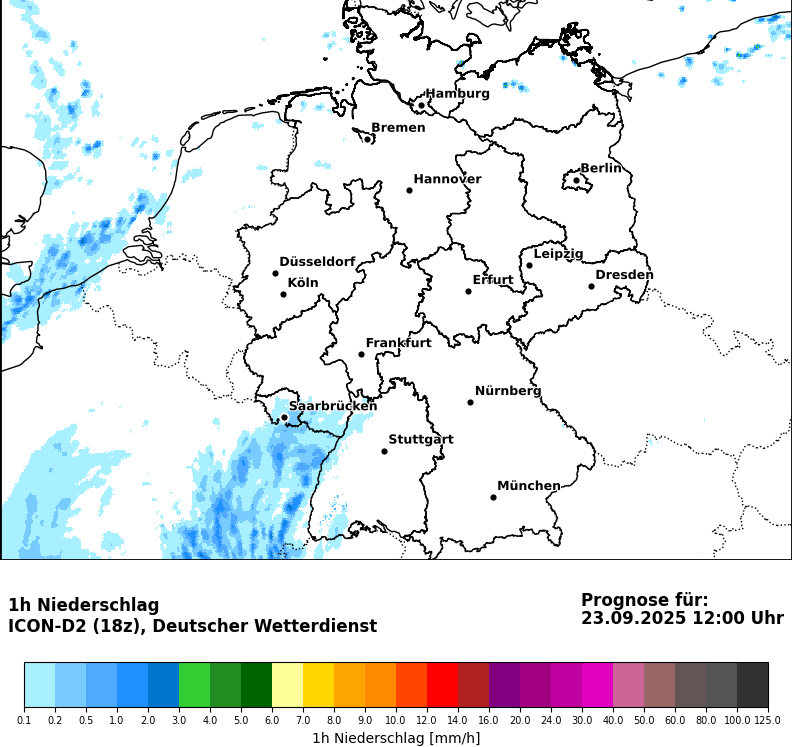 Hamburg
Bremen
Berlin
Hannover
Leipzig
Düsseldorf
Dresden
Köln
Erfurt
Frankfurt
Nürnberg
Saarbrücken
Stuttgart
München
1h Niederschlag
ICON-D2 (18z), Deutscher Wetterdienst
Prognose für:
23.09.2025 12:00 Uhr
0.1 0.2 0.5 1.0 2.0 3.0 4.0 5.0 6.0 7.0 8.0 9.0 10.0 12.0 14.0 16.0 20.0 24.0 30.0 40.0 50.0 60.0 80.0 100.0 125.0
1h Niederschlag [mm/h]